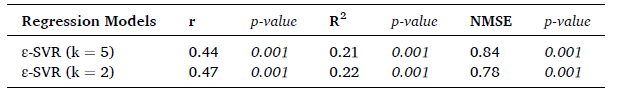 Regression Models r p-value R² p-value NMSE p-value
ε-SVR (k = 5) 0.44 0.001 0.21 0.001 0.84 0.001
ε-SVR (k = 2) 0.47 0.001 0.22 0.001 0.78 0.001